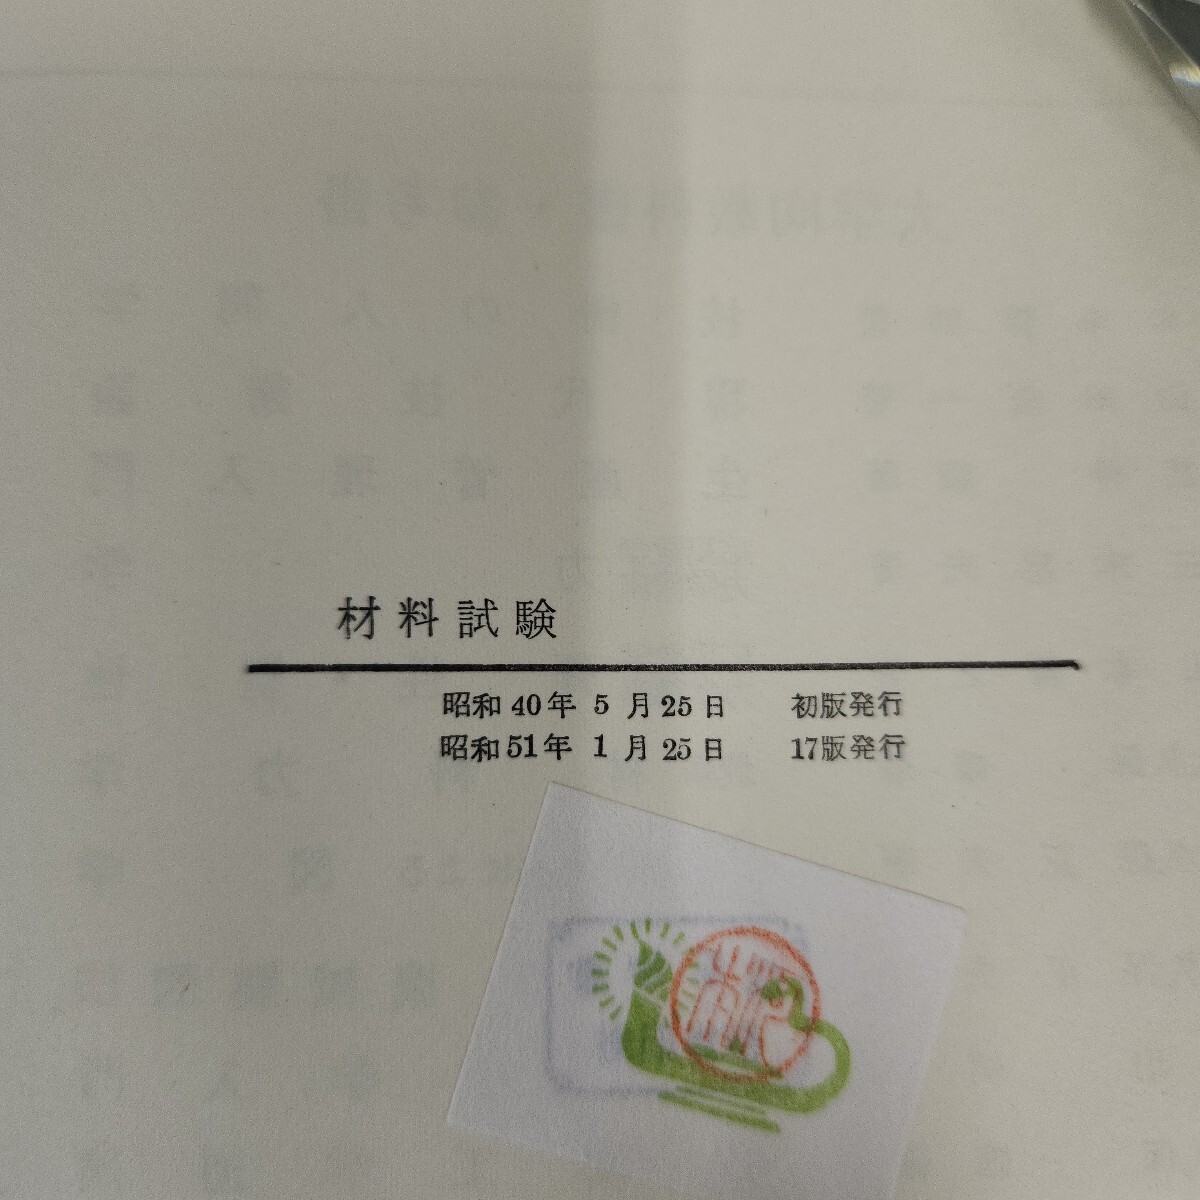 材料試験
昭和40年 5 月 25日 初版発行
昭和51年 1 月 25日 17版発行